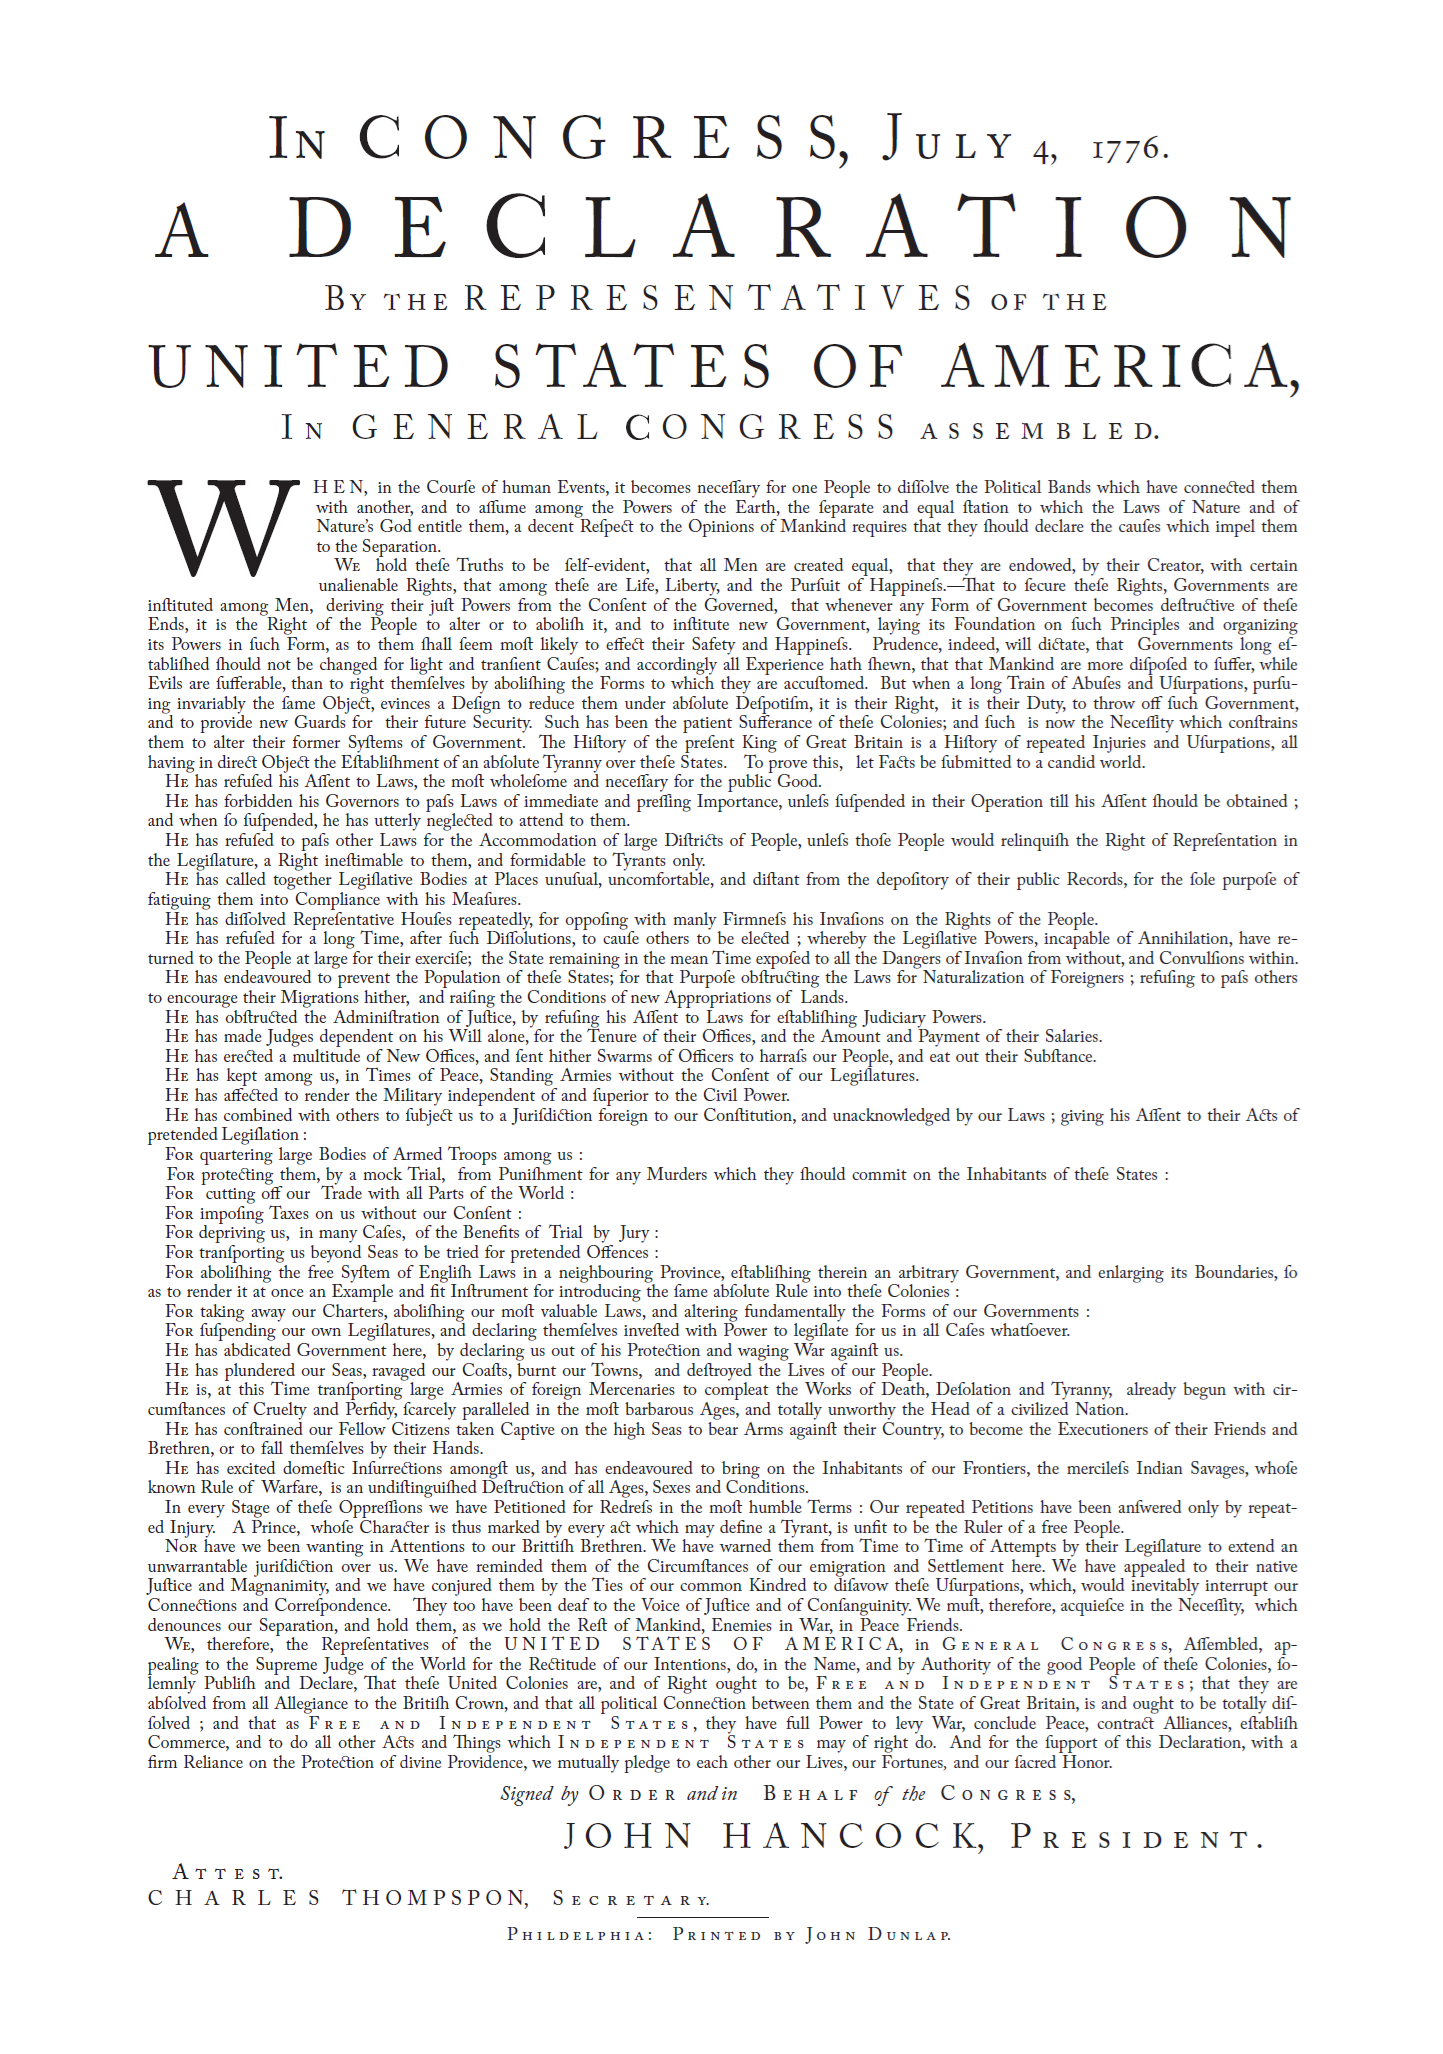 In CONGRESS, July 4, 1776.
A DECLARATION
By the REPRESENTATIVES of the
UNITED STATES OF AMERICA,
In GENERAL CONGRESS assembled.
WHEN, in the Courſe of human Events, it becomes neceſſary for one People to diſſolve the Political Bands which have connected them
with another, and to aſſume among the Powers of the Earth, the ſeparate and equal ſtation to which the Laws of Nature and of
Nature's God entitle them, a decent Reſpect to the Opinions of Mankind requires that they ſhould declare the cauſes which impel them
to the Separation.
We hold theſe Truths to be ſelf-evident, that all Men are created equal, that they are endowed, by their Creator, with certain
unalienable Rights, that among theſe are Life, Liberty, and the Purſuit of Happineſs.—That to ſecure theſe Rights, Governments are
inſtituted among Men, deriving their juſt Powers from the Conſent of the Governed, that whenever any Form of Government becomes deſtructive of theſe
Ends, it is the Right of the People to alter or to aboliſh it, and to inſtitute new Government, laying its Foundation on ſuch Principles and organizing
its Powers in ſuch Form, as to them ſhall ſeem moſt likely to effect their Safety and Happineſs. Prudence, indeed, will dictate, that Governments long eſ-
tabliſhed ſhould not be changed for light and tranſient Cauſes; and accordingly all Experience hath ſhewn, that that Mankind are more diſpoſed to ſuffer, while
Evils are ſufferable, than to right themſelves by aboliſhing the Forms to which they are accuſtomed. But when a long Train of Abuſes and Uſurpations, purſu-
ing invariably the ſame Object, evinces a Deſign to reduce them under abſolute Deſpotiſm, it is their Right, it is their Duty, to throw off ſuch Government,
and to provide new Guards for their future Security. Such has been the patient Sufferance of theſe Colonies; and ſuch is now the Neceſſity which conſtrains
them to alter their former Syſtems of Government. The Hiſtory of the preſent King of Great Britain is a Hiſtory of repeated Injuries and Uſurpations, all
having in direct Object the Eſtabliſhment of an abſolute Tyranny over theſe States. To prove this, let Facts be ſubmitted to a candid world.
He has refuſed his Aſſent to Laws, the moſt wholeſome and neceſſary for the public Good.
He has forbidden his Governors to paſs Laws of immediate and preſſing Importance, unleſs ſuſpended in their Operation till his Aſſent ſhould be obtained ;
and when ſo ſuſpended, he has utterly neglected to attend to them.
He has refuſed to paſs other Laws for the Accommodation of large Diſtricts of People, unleſs thoſe People would relinquiſh the Right of Repreſentation in
the Legiſlature, a Right ineſtimable to them, and formidable to Tyrants only.
He has called together Legiſlative Bodies at Places unuſual, uncomfortable, and diſtant from the depoſitory of their public Records, for the ſole purpoſe of
fatiguing them into Compliance with his Meaſures.
He has diſſolved Repreſentative Houſes repeatedly, for oppoſing with manly Firmneſs his Invaſions on the Rights of the People.
He has refuſed for a long Time, after ſuch Diſſolutions, to cauſe others to be elected ; whereby the Legiſlative Powers, incapable of Annihilation, have re-
turned to the People at large for their exerciſe; the State remaining in the mean Time expoſed to all the Dangers of Invaſion from without, and Convulſions within.
He has endeavoured to prevent the Population of theſe States; for that Purpoſe obſtructing the Laws for Naturalization of Foreigners ; refuſing to paſs others
to encourage their Migrations hither, and raiſing the Conditions of new Appropriations of Lands.
He has obſtructed the Adminiſtration of Juſtice, by refuſing his Aſſent to Laws for eſtabliſhing Judiciary Powers.
He has made Judges dependent on his Will alone, for the Tenure of their Offices, and the Amount and Payment of their Salaries.
He has erected a multitude of New Offices, and ſent hither Swarms of Officers to harraſs our People, and eat out their Subſtance.
He has kept among us, in Times of Peace, Standing Armies without the Conſent of our Legiſlatures.
He has affected to render the Military independent of and ſuperior to the Civil Power.
He has combined with others to ſubject us to a Juriſdiction foreign to our Conſtitution, and unacknowledged by our Laws ; giving his Aſſent to their Acts of
pretended Legiſlation :
For quartering large Bodies of Armed Troops among us :
For protecting them, by a mock Trial, from Puniſhment for any Murders which they ſhould commit on the Inhabitants of theſe States :
For cutting off our Trade with all Parts of the World :
For impoſing Taxes on us without our Conſent :
For depriving us, in many Caſes, of the Benefits of Trial by Jury :
For tranſporting us beyond Seas to be tried for pretended Offences :
For aboliſhing the free Syſtem of Engliſh Laws in a neighbouring Province, eſtabliſhing therein an arbitrary Government, and enlarging its Boundaries, ſo
as to render it at once an Example and fit Inſtrument for introducing the ſame abſolute Rule into theſe Colonies :
For taking away our Charters, aboliſhing our moſt valuable Laws, and altering fundamentally the Forms of our Governments :
For ſuſpending our own Legiſlatures, and declaring themſelves inveſted with Power to legiſlate for us in all Caſes whatſoever.
He has abdicated Government here, by declaring us out of his Protection and waging War againſt us.
He has plundered our Seas, ravaged our Coaſts, burnt our Towns, and deſtroyed the Lives of our People.
He is, at this Time tranſporting large Armies of foreign Mercenaries to compleat the Works of Death, Deſolation and Tyranny, already begun with cir-
cumſtances of Cruelty and Perfidy, ſcarcely paralleled in the moſt barbarous Ages, and totally unworthy the Head of a civilized Nation.
He has conſtrained our Fellow Citizens taken Captive on the high Seas to bear Arms againſt their Country, to become the Executioners of their Friends and
Brethren, or to fall themſelves by their Hands.
He has excited domeſtic Inſurrections amongſt us, and has endeavoured to bring on the Inhabitants of our Frontiers, the mercileſs Indian Savages, whoſe
known Rule of Warfare, is an undiſtinguiſhed Deſtruction of all Ages, Sexes and Conditions.
In every Stage of theſe Oppreſſions we have Petitioned for Redreſs in the moſt humble Terms : Our repeated Petitions have been anſwered only by repeat-
ed Injury. A Prince, whoſe Character is thus marked by every act which may define a Tyrant, is unfit to be the Ruler of a free People.
Nor have we been wanting in Attentions to our Brittiſh Brethren. We have warned them from Time to Time of Attempts by their Legiſlature to extend an
unwarrantable juriſdiction over us. We have reminded them of the Circumſtances of our emigration and Settlement here. We have appealed to their native
Juſtice and Magnanimity, and we have conjured them by the Ties of our common Kindred to diſavow theſe Uſurpations, which, would inevitably interrupt our
Connections and Correſpondence. They too have been deaf to the Voice of Juſtice and of Conſanguinity. We muſt, therefore, acquieſce in the Neceſſity, which
denounces our Separation, and hold them, as we hold the Reſt of Mankind, Enemies in War, in Peace Friends.
We, therefore, the Repreſentatives of the UNITED STATES OF AMERICA, in General Congress, Aſſembled, ap-
pealing to the Supreme Judge of the World for the Rectitude of our Intentions, do, in the Name, and by Authority of the good People of theſe Colonies, ſo-
lemnly Publiſh and Declare, That theſe United Colonies are, and of Right ought to be, Free and Independent States; that they are
abſolved from all Allegiance to the Britiſh Crown, and that all political Connection between them and the State of Great Britain, is and ought to be totally diſ-
ſolved ; and that as Free and Independent States, they have full Power to levy War, conclude Peace, contract Alliances, eſtabliſh
Commerce, and to do all other Acts and Things which Independent States may of right do. And for the ſupport of this Declaration, with a
firm Reliance on the Protection of divine Providence, we mutually pledge to each other our Lives, our Fortunes, and our ſacred Honor.
Signed by Order and in Behalf of the Congress,
JOHN HANCOCK, President.
Attest.
CHARLES THOMPSPON, Secretary.
Phildelphia: Printed by John Dunlap.